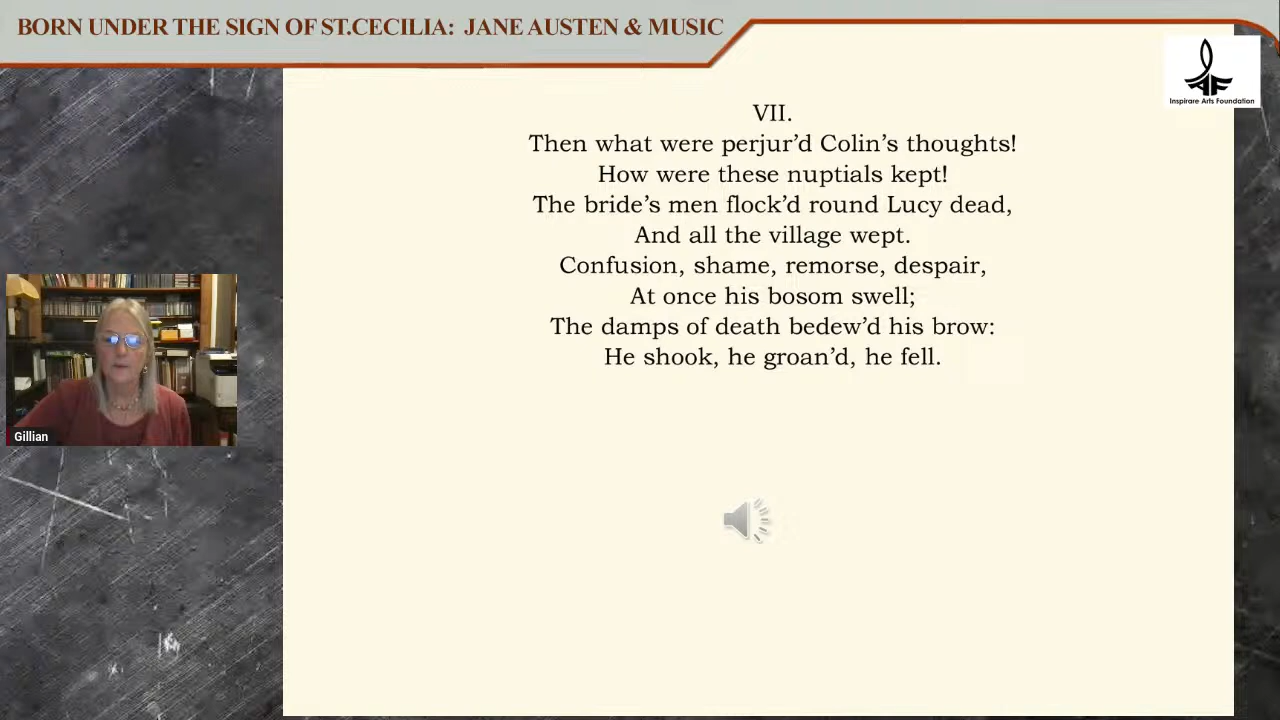 BORN UNDER THE SIGN OF ST.CECILIA: JANE AUSTEN & MUSIC
Inspirare Arts Foundation
VII.
Then what were perjur’d Colin’s thoughts!
How were these nuptials kept!
The bride’s men flock’d round Lucy dead,
And all the village wept.
Confusion, shame, remorse, despair,
At once his bosom swell;
The damps of death bedew’d his brow:
He shook, he groan’d, he fell.
Gillian